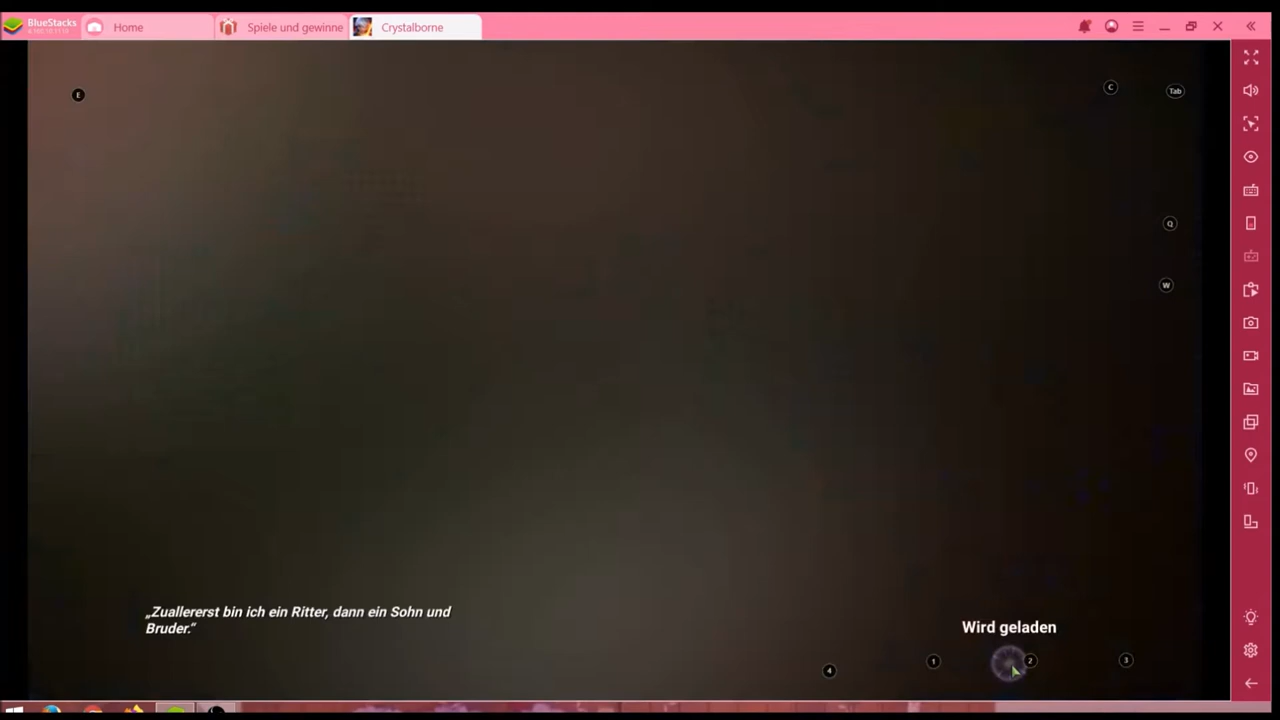 BlueStacks
Home
Spiele und gewinne
Crystalborne
E
C
Tab
Q
W
„Zuallererst bin ich ein Ritter, dann ein Sohn und
Bruder.“
Wird geladen
4
1
2
3